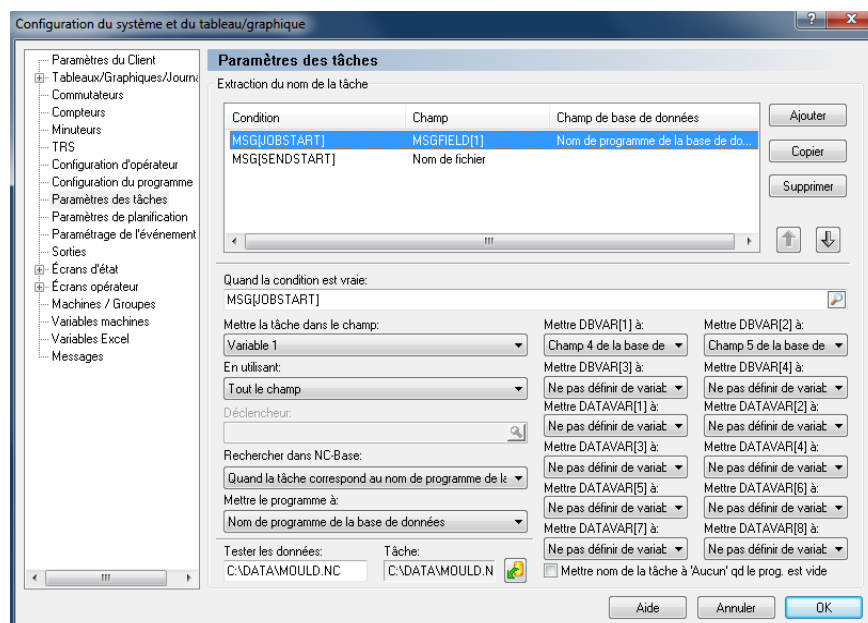 Configuration du système et du tableau/graphique
Paramètres du Client
Tableaux/Graphiques/Journa
Commutateurs
Compteurs
Minuteurs
TRS
Configuration d'opérateur
Configuration du programme
Paramètres des tâches
Paramètres de planification
Paramétrage de l'événement
Sorties
Écrans d'état
Écrans opérateur
Machines / Groupes
Variables machines
Variables Excel
Messages
Paramètres des tâches
Extraction du nom de la tâche
Condition Champ Champ de base de données
MSG[JOBSTART] MSGFIELD[1] Nom de programme de la base de do...
MSG[SENDSTART] Nom de fichier
Ajouter
Copier
Supprimer
Quand la condition est vraie:
MSG[JOBSTART]
Mettre la tâche dans le champ:
Variable 1
En utilisant:
Tout le champ
Déclencheur:
Rechercher dans NC-Base:
Quand la tâche correspond au nom de programme de la
Mettre le programme à:
Nom de programme de la base de données
Tester les données: Tâche:
C:\DATA\MOULD.NC C:\DATA\MOULD.N
Mettre DBVAR[1] à: Mettre DBVAR[2] à:
Champ 4 de la base de Champ 5 de la base de
Mettre DBVAR[3] à: Mettre DBVAR[4] à:
Ne pas définir de variab Ne pas définir de variab
Mettre DATAVAR[1] à: Mettre DATAVAR[2] à:
Ne pas définir de variab Ne pas définir de variab
Mettre DATAVAR[3] à: Mettre DATAVAR[4] à:
Ne pas définir de variab Ne pas définir de variab
Mettre DATAVAR[5] à: Mettre DATAVAR[6] à:
Ne pas définir de variab Ne pas définir de variab
Mettre DATAVAR[7] à: Mettre DATAVAR[8] à:
Ne pas définir de variab Ne pas définir de variab
Mettre nom de la tâche à 'Aucun' qd le prog. est vide
Aide Annuler OK